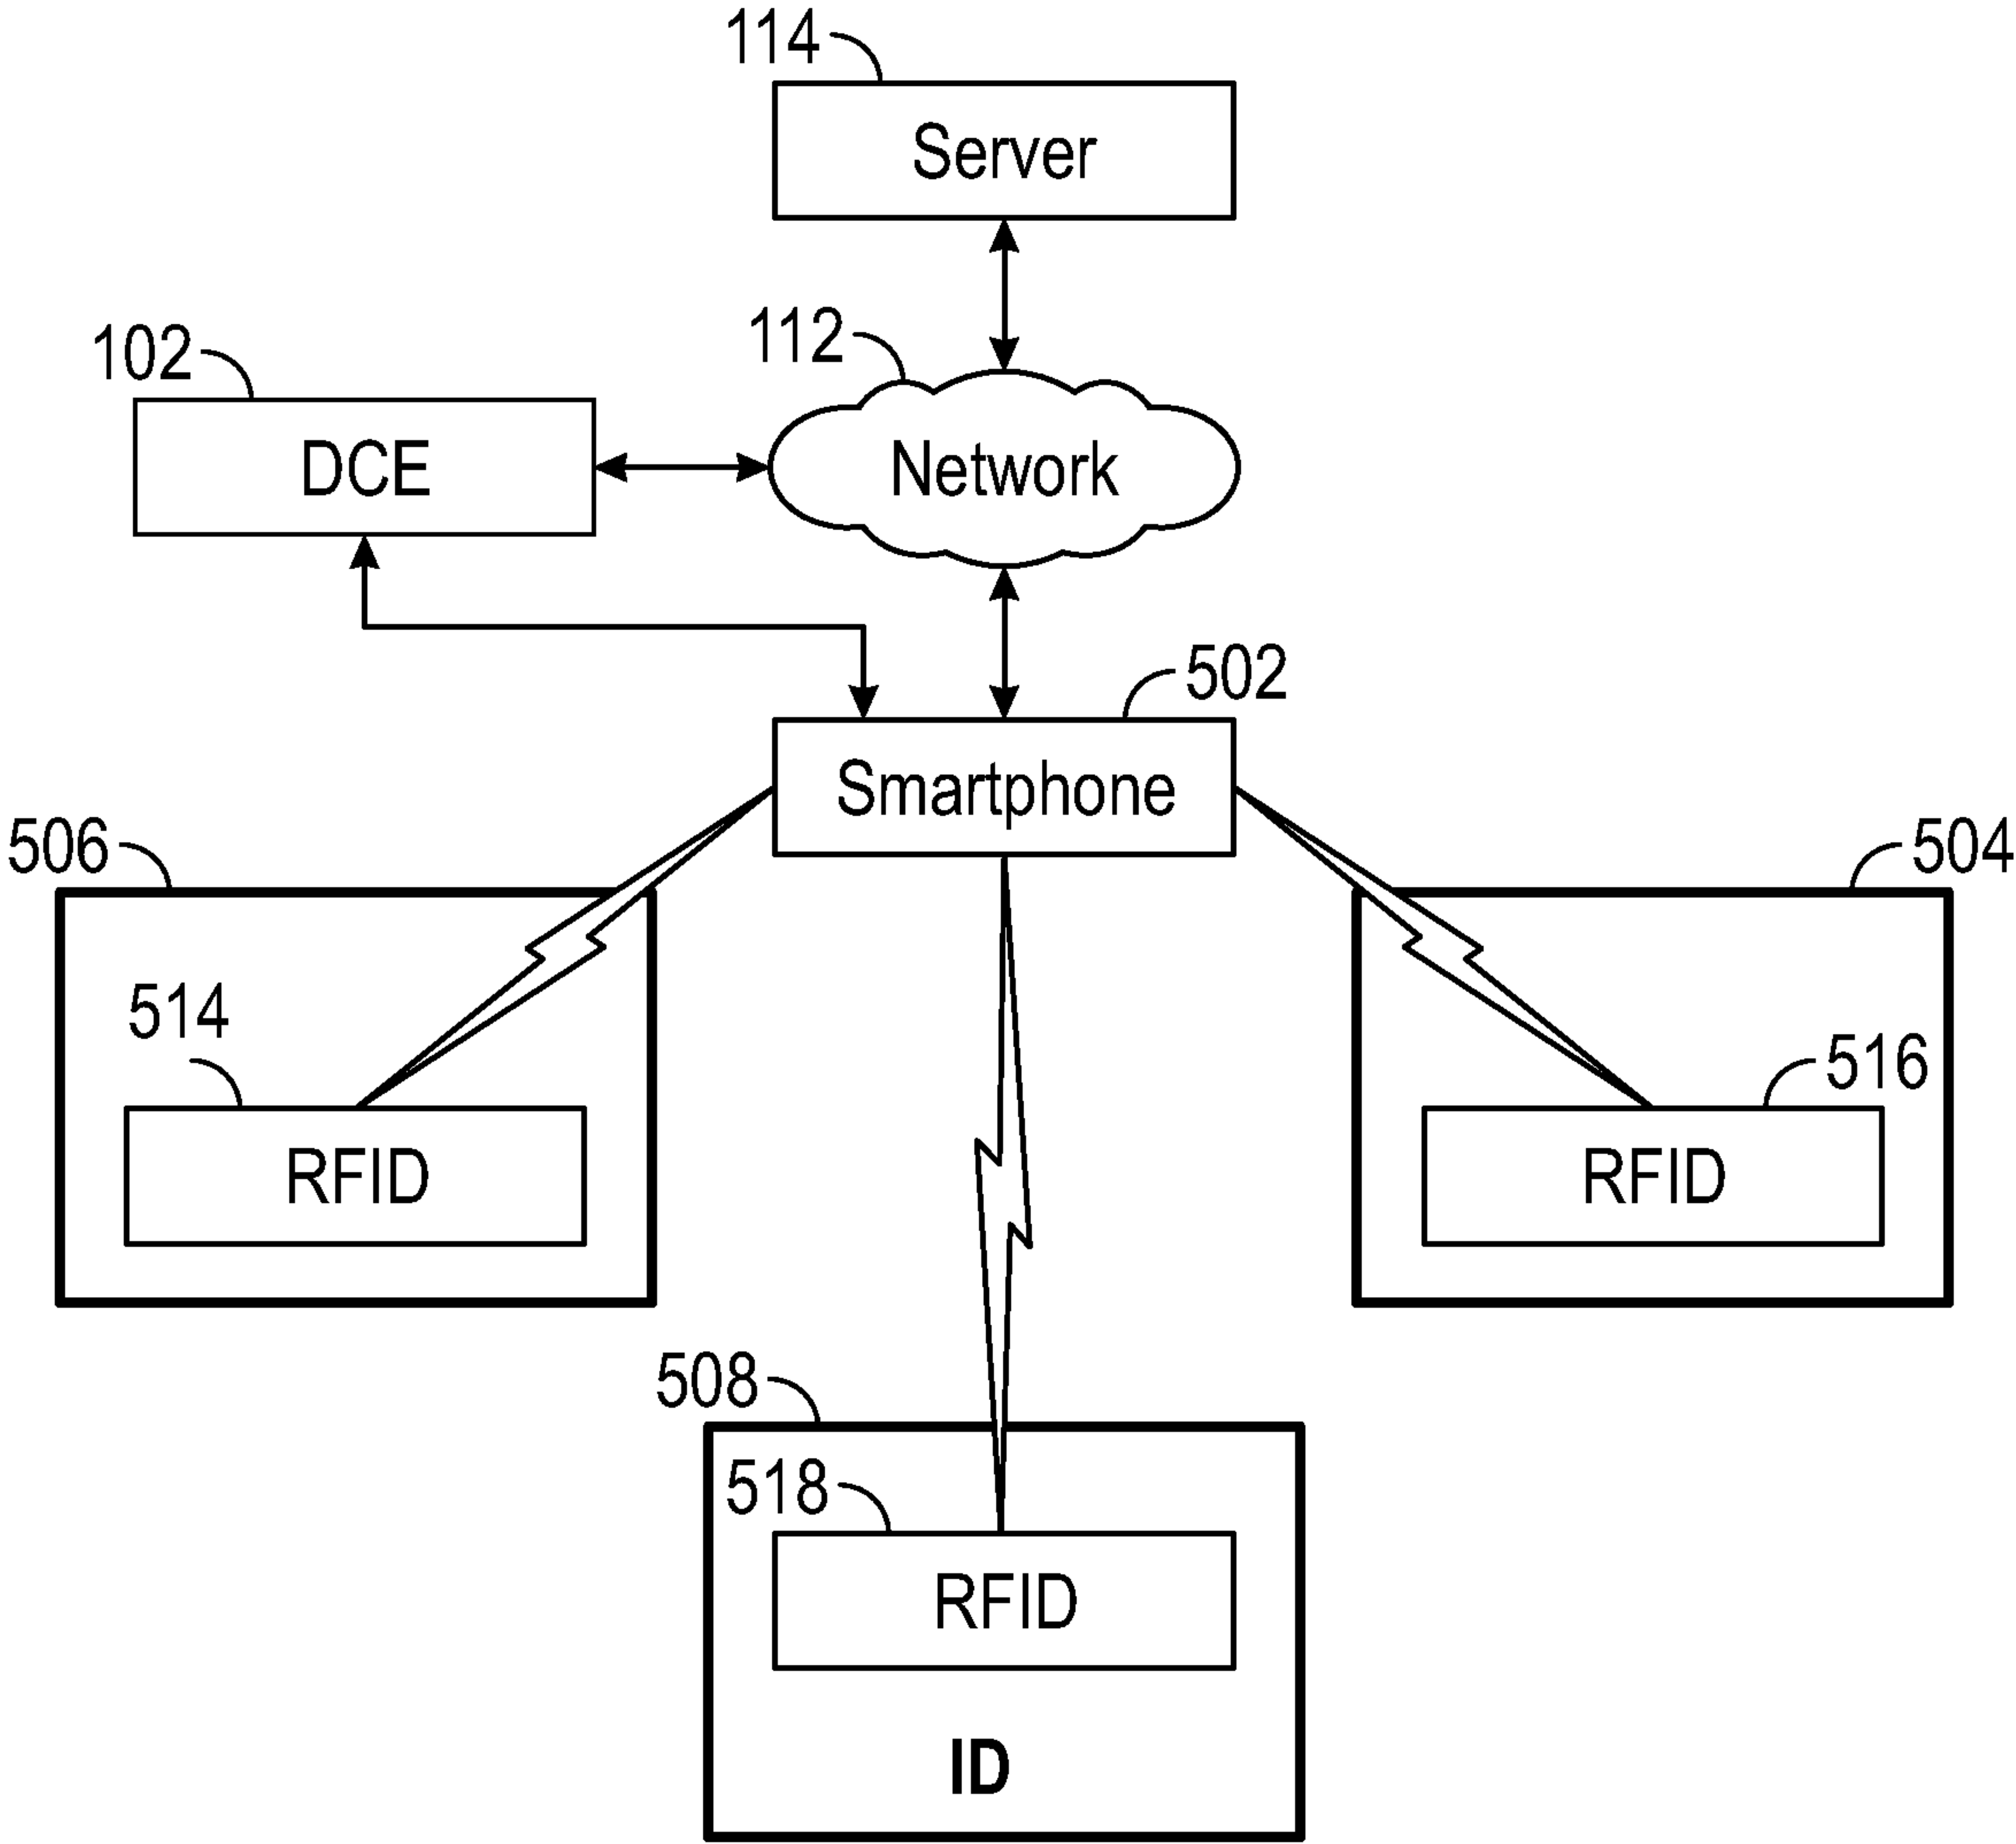 114
Server
112
102
DCE
Network
502
Smartphone
506
504
514
516
RFID
RFID
508
518
RFID
ID